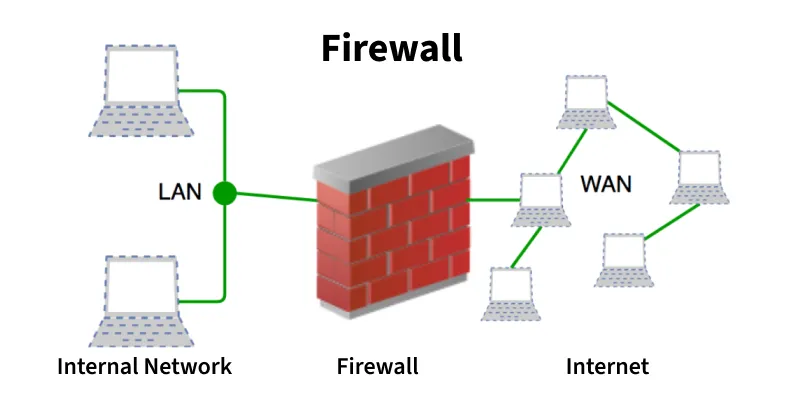 Firewall
LAN
WAN
Internal Network
Firewall
Internet